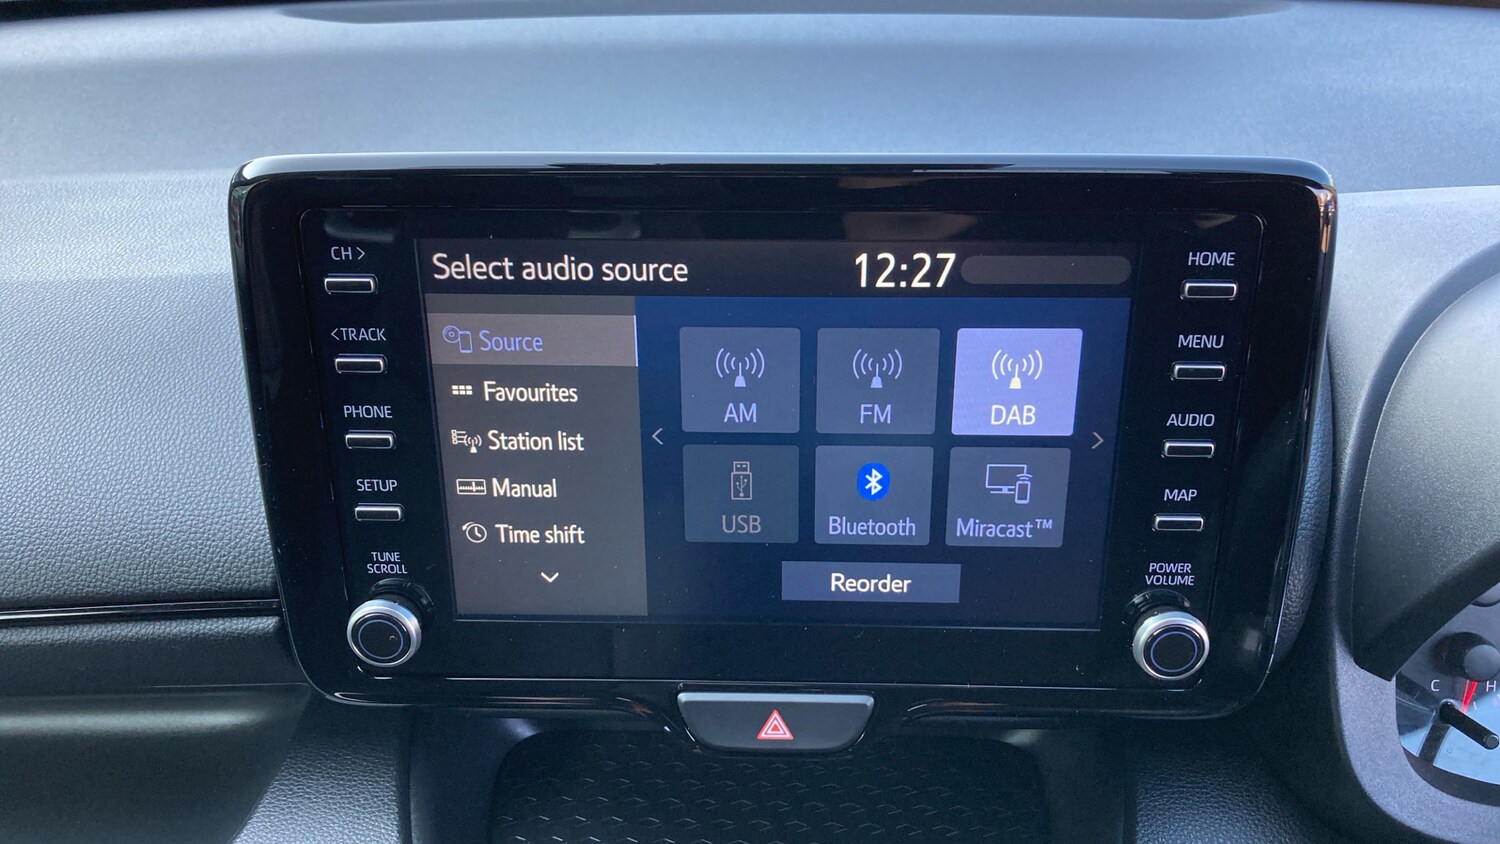 CH >
< TRACK
PHONE
SETUP
TUNE
SCROLL
Select audio source
12:27
Source
Favourites
Station list
Manual
Time shift
AM
FM
DAB
USB
Bluetooth
Miracast™
Reorder
HOME
MENU
AUDIO
MAP
POWER
VOLUME
C
H